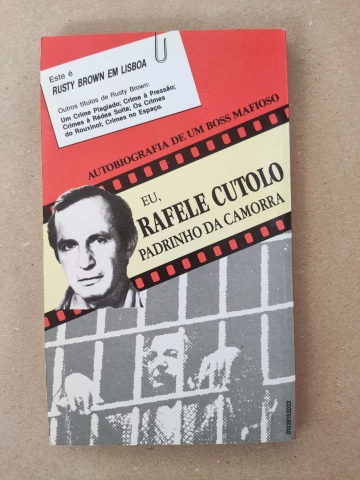 Este é
RUSTY BROWN EM LISBOA
Outros títulos de Rusty Brown:
Um Crime Plagiado; Crime à Pressão;
Crimes à Rédea Solta; Os Crimes
do Rouxinol; Crimes no Espaço.
AUTOBIOGRAFIA DE UM BOSS MAFIOSO
EU,
RAFELE CUTOLO
PADRINHO DA CAMORRA